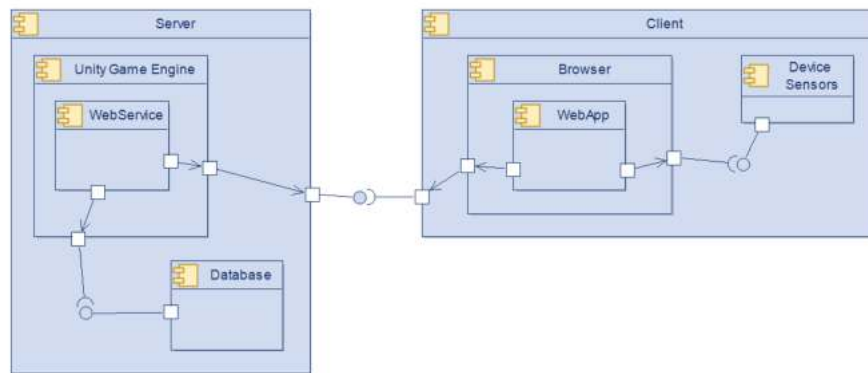 Server
Client
Unity Game Engine
Browser
Device
Sensors
WebService
WebApp
Database